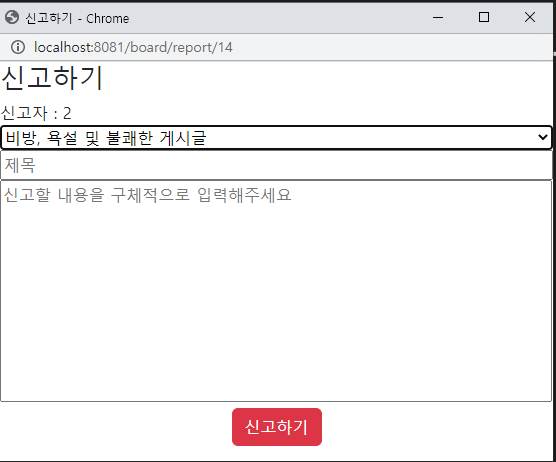 신고하기 - Chrome
localhost:8081/board/report/14
신고하기
신고자 : 2
비방, 욕설 및 불쾌한 게시글
제목
신고할 내용을 구체적으로 입력해주세요
신고하기